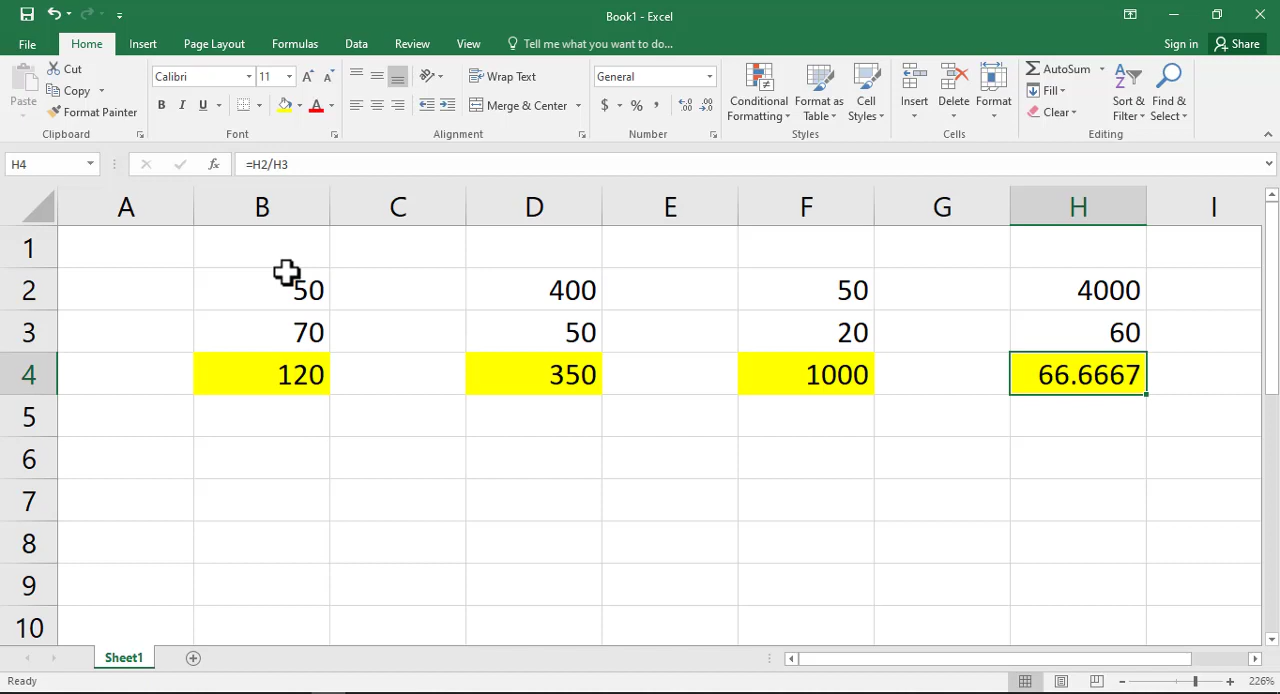 Book1 - Excel
File Home Insert Page Layout Formulas Data Review View Tell me what you want to do... Sign in Share
Paste
Cut
Copy
Format Painter
Clipboard
Calibri 11 A A
B I U A
Font
Wrap Text
Merge & Center
Alignment
General
$ % ,
Number
Conditional Formatting
Format as Table
Cell Styles
Styles
Insert Delete Format
Cells
AutoSum
Fill
Clear
Sort & Filter
Find & Select
Editing
H4 fx =H2/H3
A B C D E F G H I
1
2 50 400 50 4000
3 70 50 20 60
4 120 350 1000 66.6667
5
6
7
8
9
10
Sheet1
Ready 226%